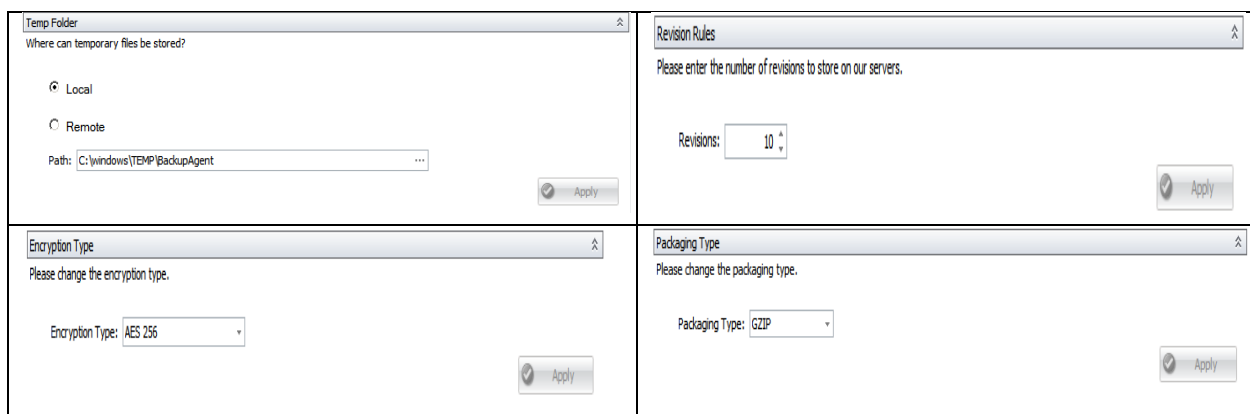 Temp Folder
Where can temporary files be stored?
Local
Remote
Path: C:\windows\TEMP\BackupAgent ...
Apply
Revision Rules
Please enter the number of revisions to store on our servers.
Revisions: 10
Apply
Encryption Type
Please change the encryption type.
Encryption Type: AES 256
Apply
Packaging Type
Please change the packaging type.
Packaging Type: GZIP
Apply